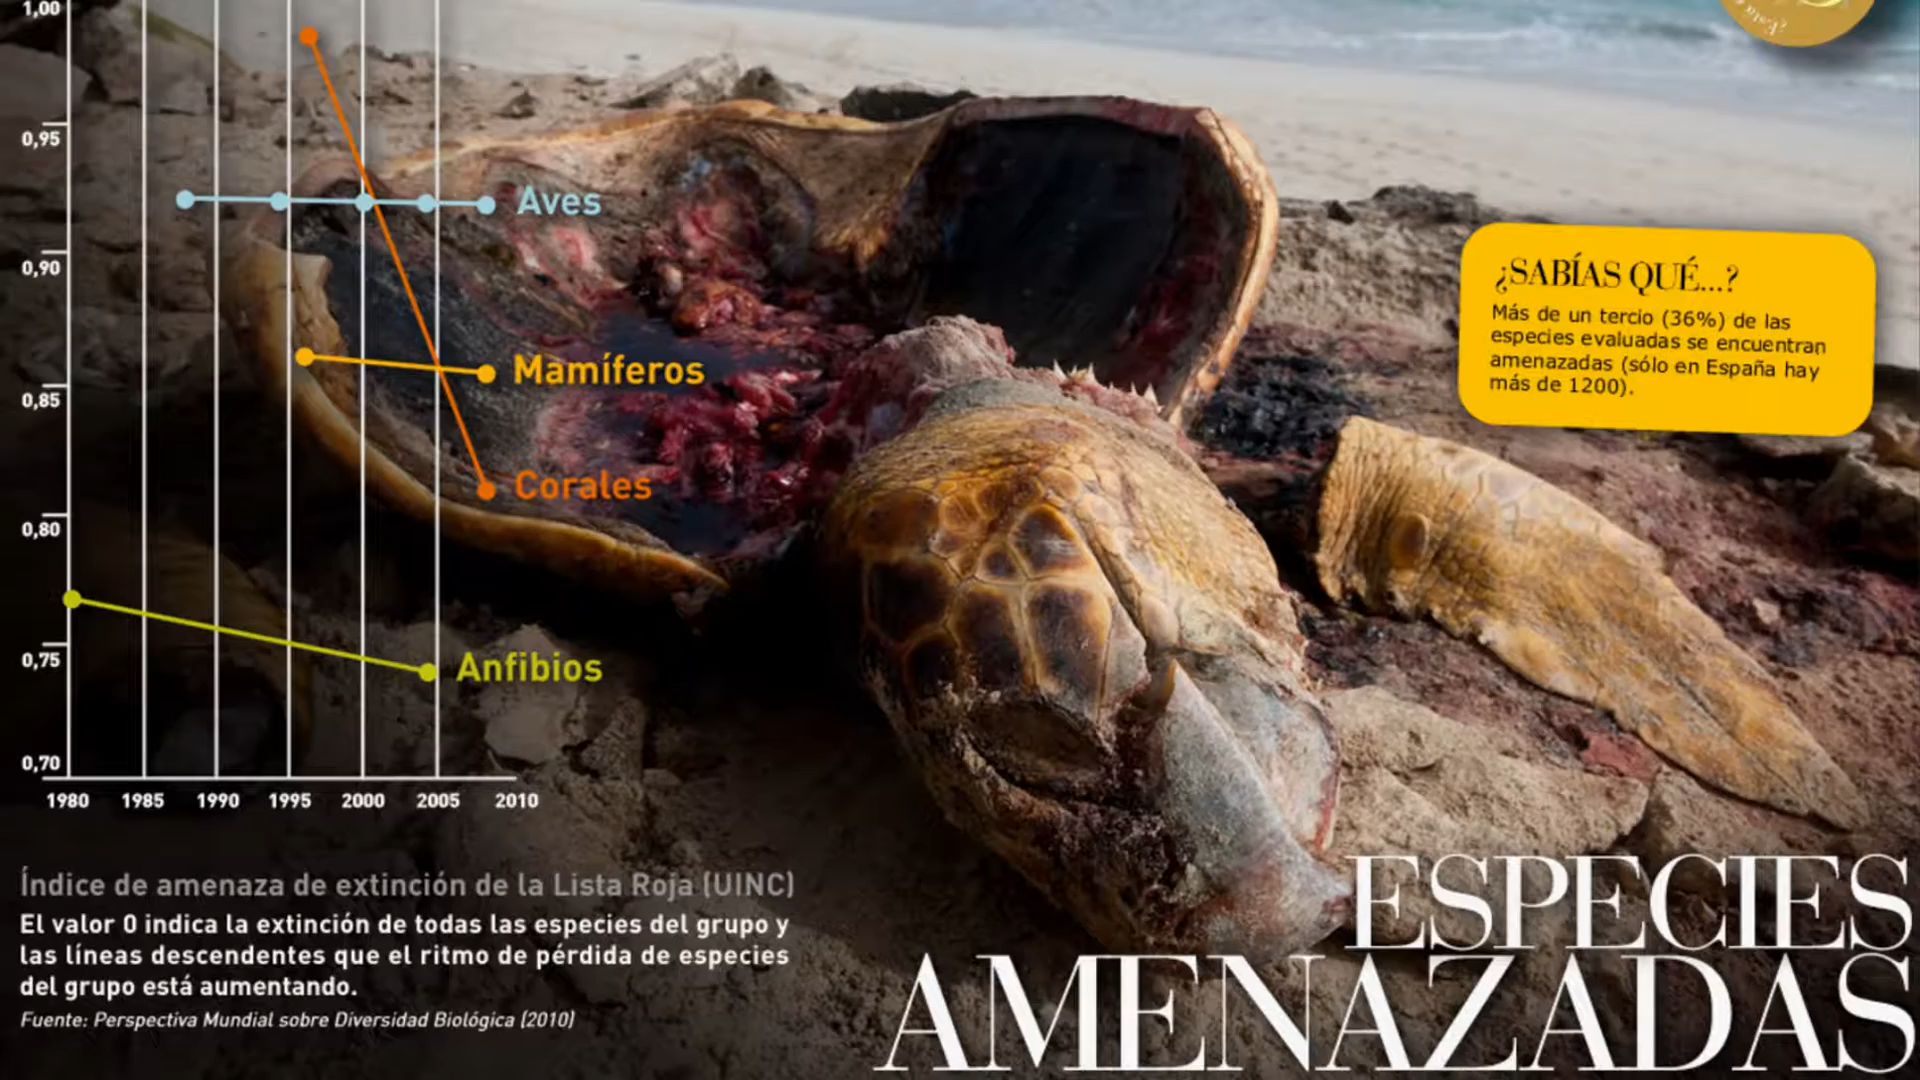 1,00
0,95
0,90
0,85
0,80
0,75
0,70
1980 1985 1990 1995 2000 2005 2010
Aves
Mamíferos
Corales
Anfibios
¿SABÍAS QUÉ...?
Más de un tercio (36%) de las
especies evaluadas se encuentran
amenazadas (sólo en España hay
más de 1200).
Índice de amenaza de extinción de la Lista Roja (UINC)
El valor 0 indica la extinción de todas las especies del grupo y
las líneas descendentes que el ritmo de pérdida de especies
del grupo está aumentando.
Fuente: Perspectiva Mundial sobre Diversidad Biológica (2010)
ESPECIES
AMENAZADAS